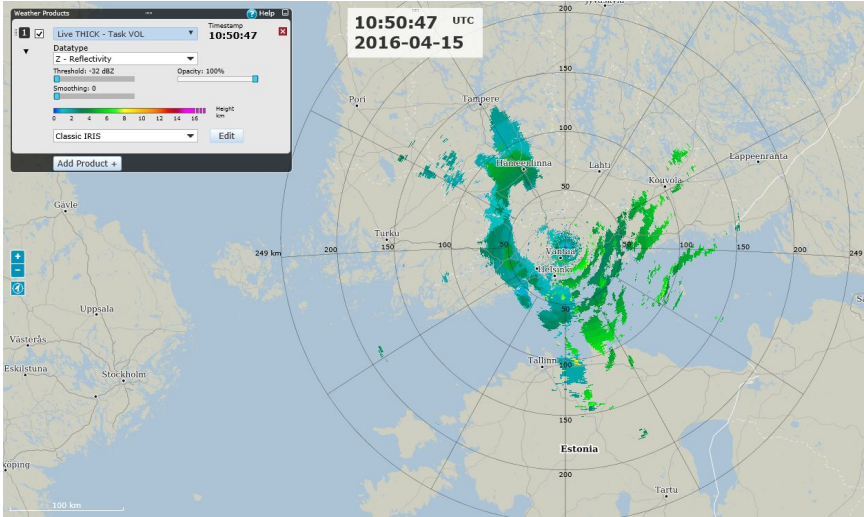 Weather Products
Help
1
Live THICK - Task VOL
Timestamp
10:50:47
Datatype
Z - Reflectivity
Threshold: -32 dBZ
Opacity: 100%
Smoothing: 0
0 2 4 6 8 10 12 14 16
Height
km
Classic IRIS
Edit
Add Product +
10:50:47 UTC
2016-04-15
200
Jyväskylä
150
Pori
Tampere
100
Hämeenlinna
Lahti
Lappeenranta
Kouvola
50
Gävle
Turku
249 km
200
150
100
50
Vantaa
50
100
150
200
249
Helsinki
+
-
50
Uppsala
Västerås
Tallinn
100
Eskilstuna
Stockholm
150
Estonia
köping
200
Tartu
100 km